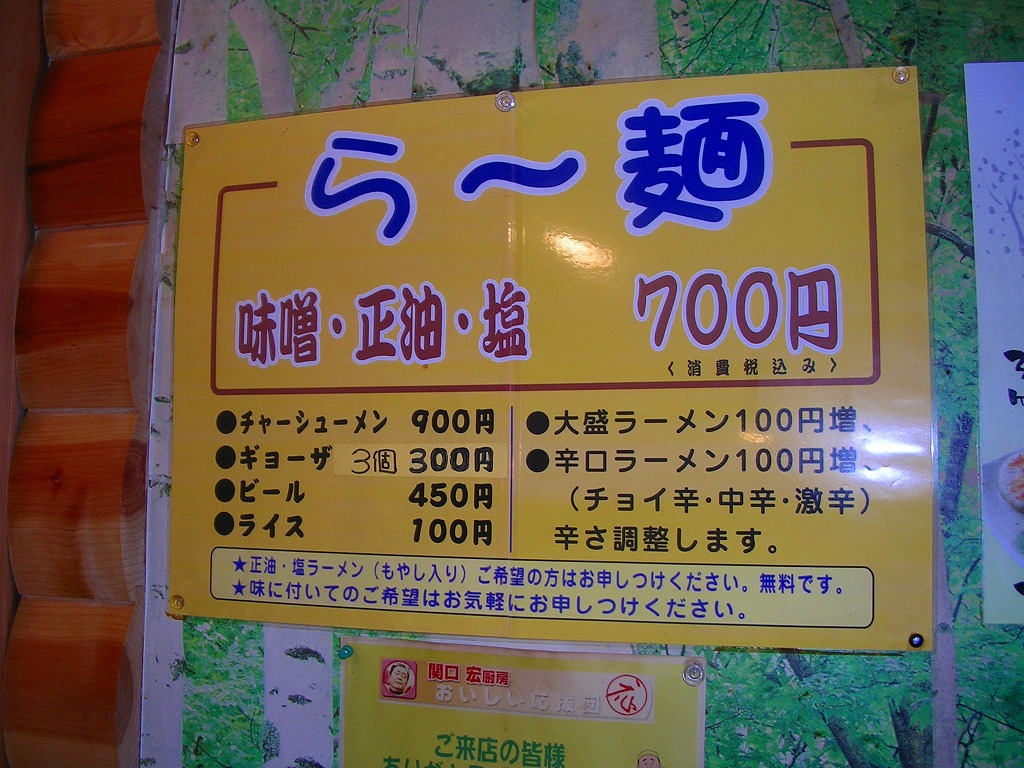 ら〜麺
味噌・正油・塩 700円
〈消費税込み〉
●チャーシューメン 900円
●ギョーザ 3個 300円
●ビール 450円
●ライス 100円
●大盛ラーメン100円増、
●辛口ラーメン100円増、
（チョイ辛・中辛・激辛）
辛さ調整します。
★正油・塩ラーメン（もやし入り）ご希望の方はお申しつけください。無料です。
★味に付いてのご希望はお気軽にお申しつけください。
関口 宏厨房
おいしい応援団
ご来店の皆様